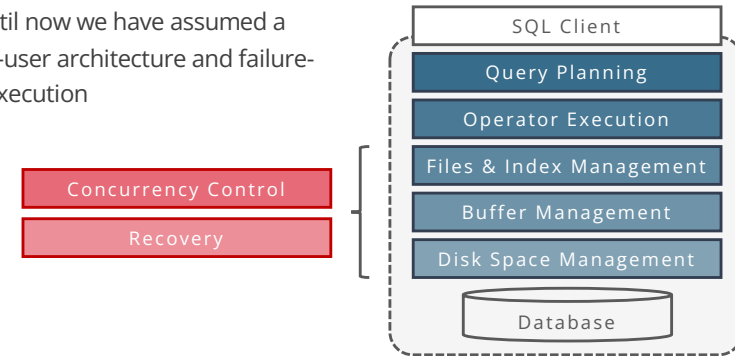 til now we have assumed a
-user architecture and failure-
xecution
SQL Client
Query Planning
Operator Execution
Files & Index Management
Buffer Management
Disk Space Management
Database
Concurrency Control
Recovery